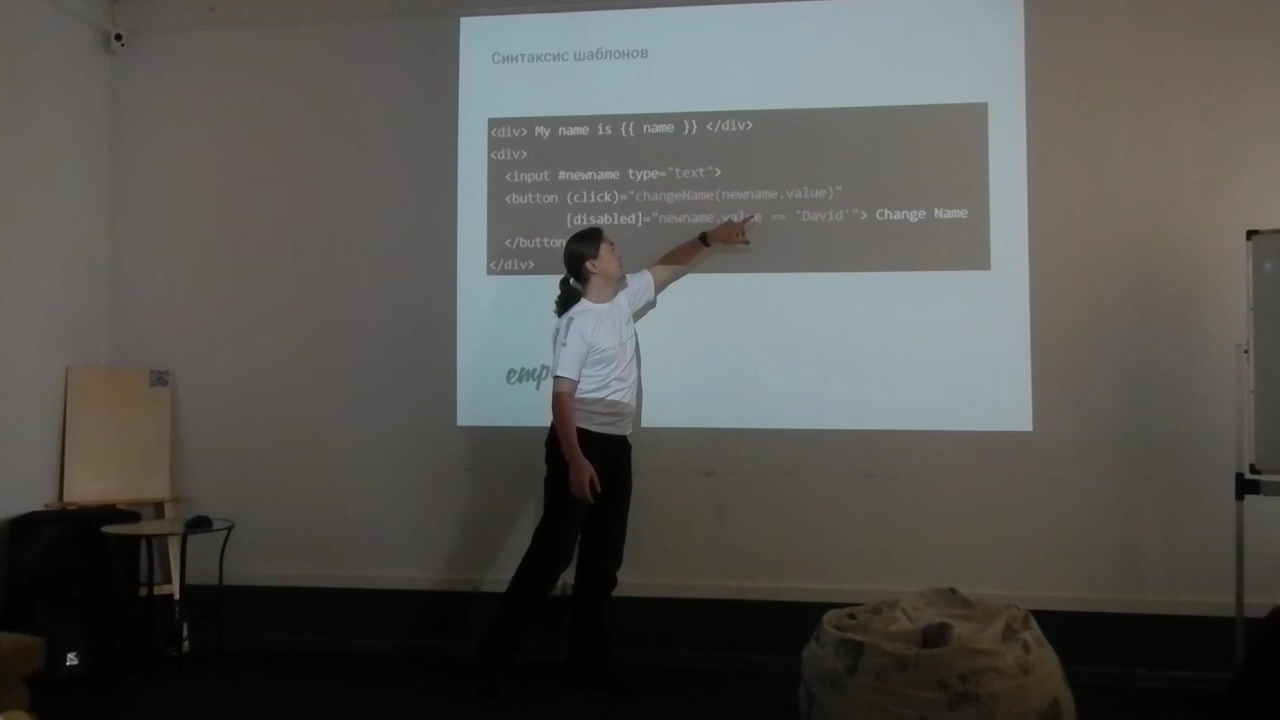 Синтаксис шаблонов
<div> My name is {{ name }} </div>
<div>
<input #newname type="text">
<button (click)="changeName(newname.value)"
[disabled]="newname.value == 'David'"> Change Name
</button
</div>